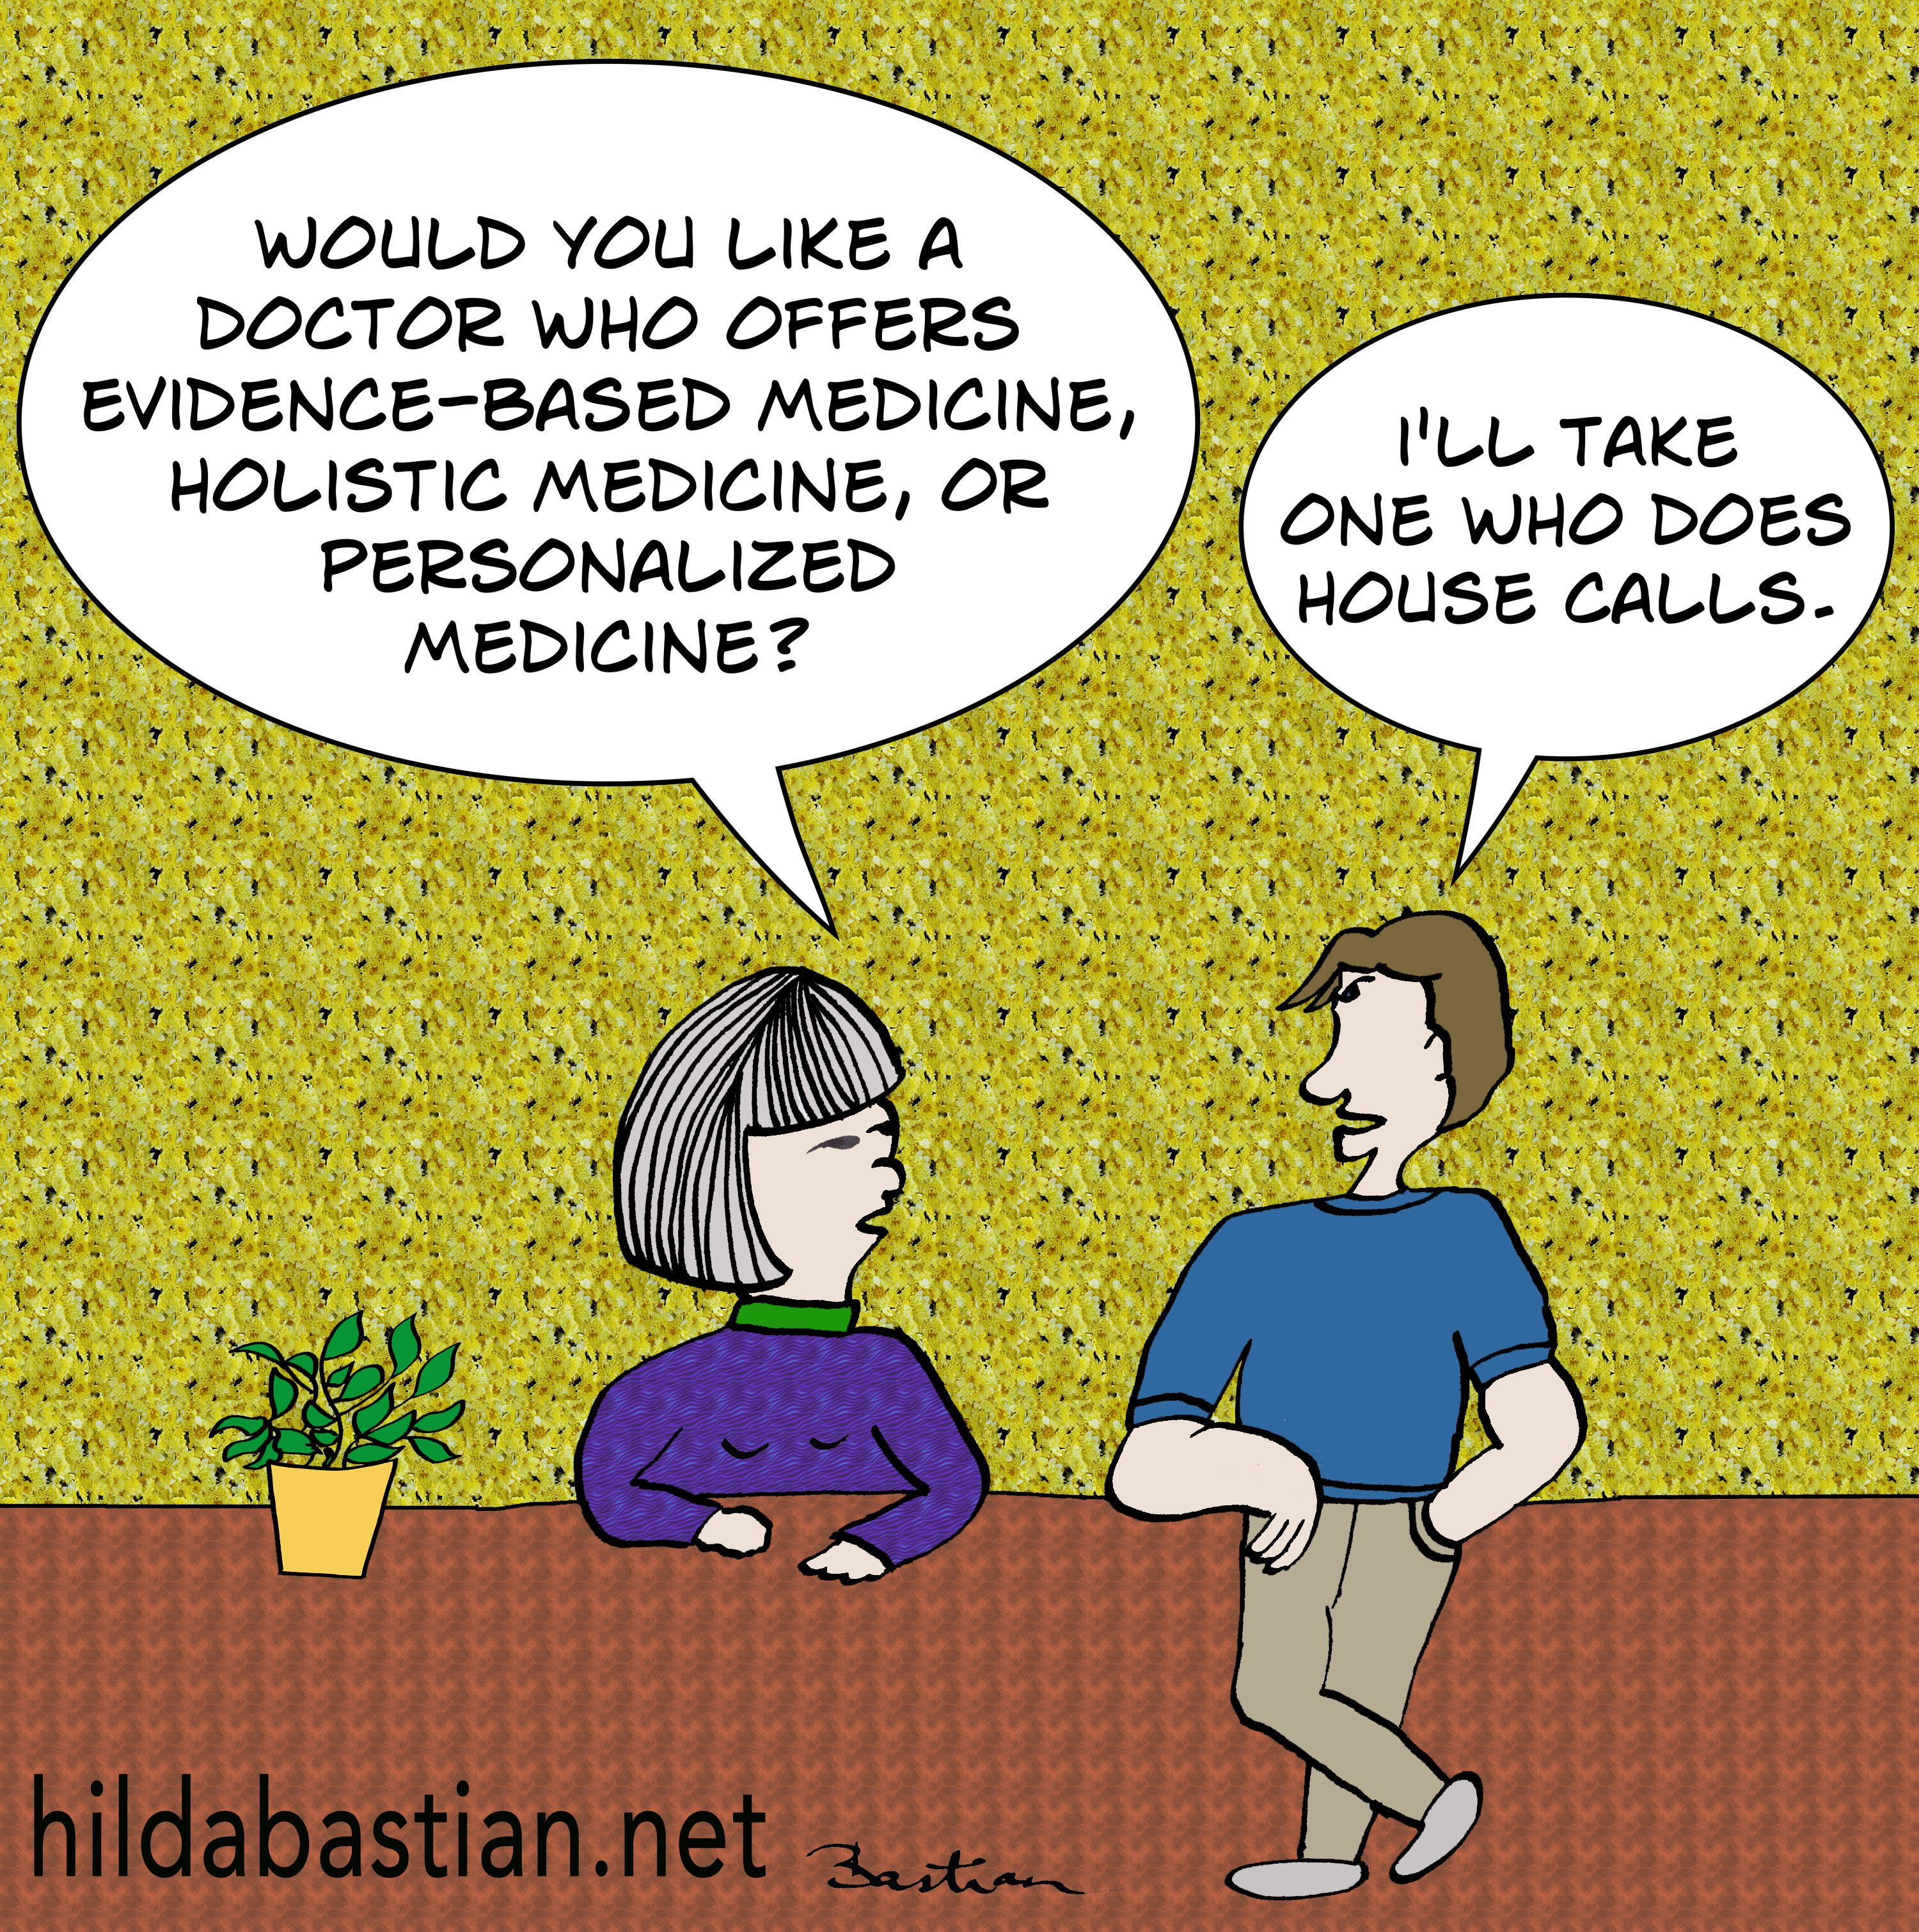 WOULD YOU LIKE A
DOCTOR WHO OFFERS
EVIDENCE-BASED MEDICINE,
HOLISTIC MEDICINE, OR
PERSONALIZED
MEDICINE?
I'LL TAKE
ONE WHO DOES
HOUSE CALLS.
hildabastian.net
Bastian